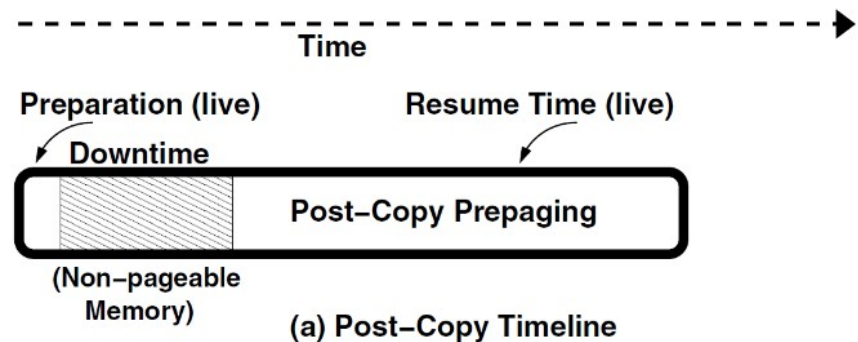 Time
Preparation (live)
Resume Time (live)
Downtime
Post–Copy Prepaging
(Non–pageable
Memory)
(a) Post–Copy Timeline